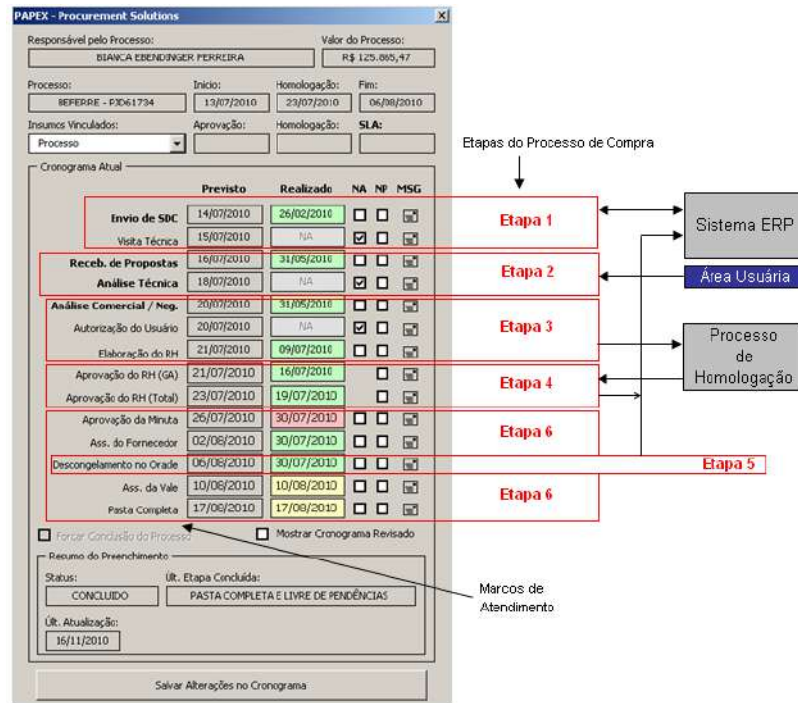 PAPEX - Procurement Solutions
Responsável pelo Processo: Valor do Processo:
BIANCA EBENDINGER FERREIRA R$ 125.865,47
Processo: Inicio: Homologação: Fim:
BEFERRE - PJD61734 13/07/2010 23/07/2010 06/08/2010
Insumos Vinculados: Aprovação: Homologação: SLA:
Processo
Etapas do Processo de Compra
Cronograma Atual
Previsto Realizado NA NP MSG
Envio de SDC 14/07/2010 26/02/2010 Etapa 1
Sistema ERP
Visita Técnica 15/07/2010 NA
Receb. de Propostas 16/07/2010 31/05/2010 Etapa 2
Área Usuária
Análise Técnica 18/07/2010 NA
Análise Comercial / Neg. 20/07/2010 31/05/2010
Autorização do Usuário 20/07/2010 NA Etapa 3
Elaboração do RH 21/07/2010 09/07/2010
Processo
de
Homologação
Aprovação do RH (GA) 21/07/2010 16/07/2010 Etapa 4
Aprovação do RH (Total) 23/07/2010 19/07/2010
Aprovação da Minuta 26/07/2010 30/07/2010 Etapa 6
Ass. do Fornecedor 02/08/2010 30/07/2010
Descongelamento no Oracle 06/08/2010 30/07/2010 Etapa 5
Ass. da Vale 10/08/2010 10/08/2010 Etapa 6
Pasta Completa 17/08/2010 17/08/2010
Forçar Conclusão do Processo Mostrar Cronograma Revisado
Resumo do Preenchimento
Status: Últ. Etapa Concluída:
CONCLUIDO PASTA COMPLETA E LIVRE DE PENDÊNCIAS
Marcos de
Atendimento
Últ. Atualização:
16/11/2010
Salvar Alterações no Cronograma